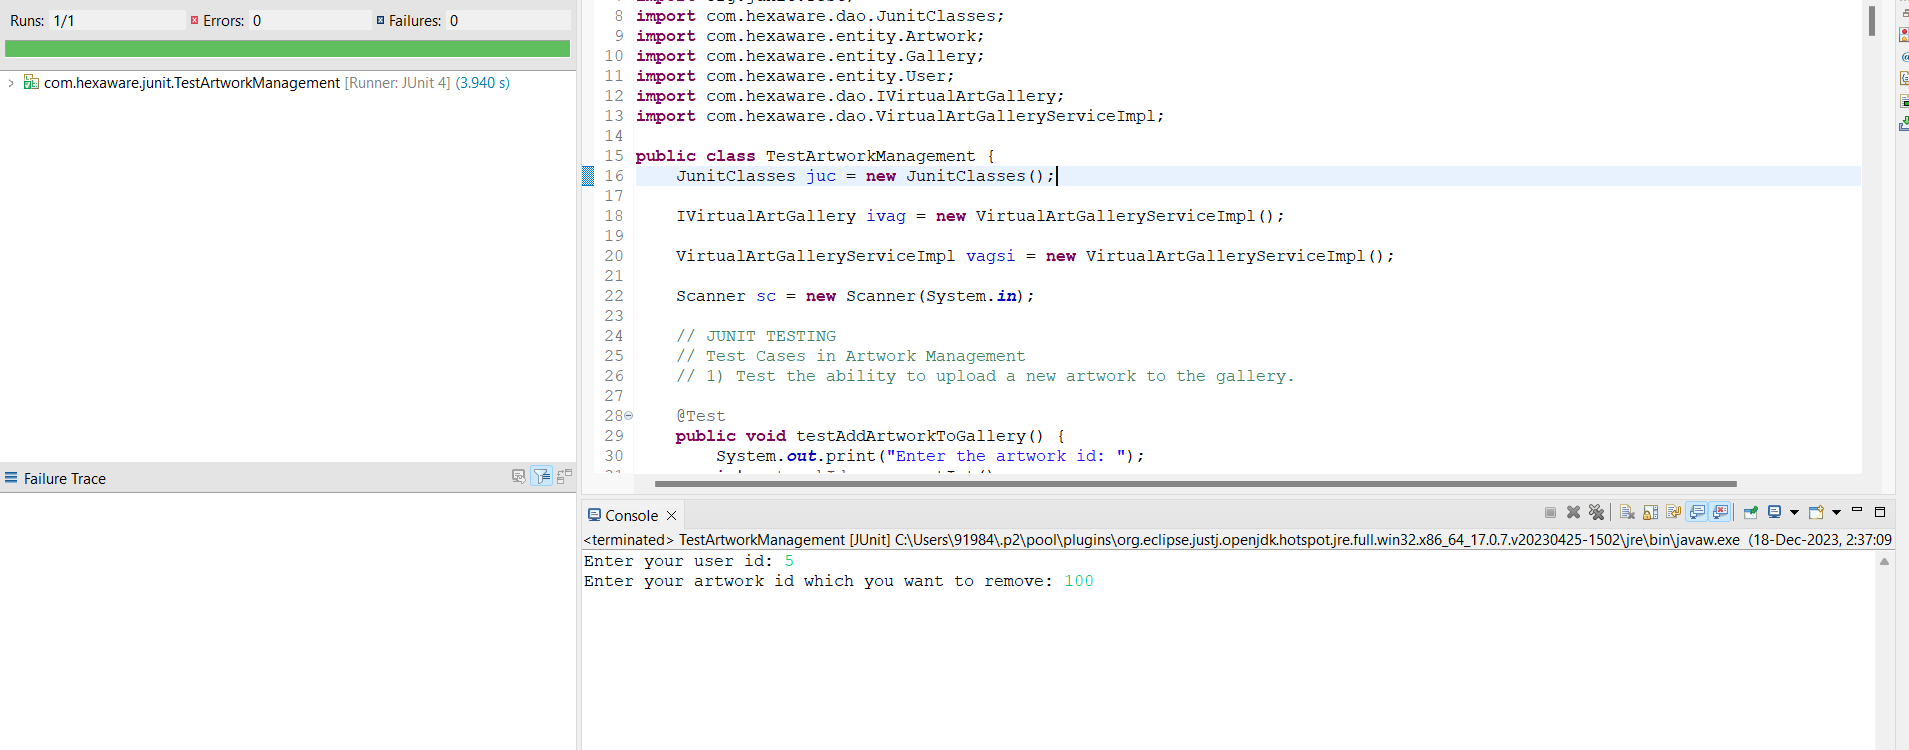 Runs: 1/1 Errors: 0 Failures: 0
com.hexaware.junit.TestArtworkManagement [Runner: JUnit 4] (3.940 s)
Failure Trace
8 import com.hexaware.dao.JunitClasses;
9 import com.hexaware.entity.Artwork;
10 import com.hexaware.entity.Gallery;
11 import com.hexaware.entity.User;
12 import com.hexaware.dao.IVirtualArtGallery;
13 import com.hexaware.dao.VirtualArtGalleryServiceImpl;
14
15 public class TestArtworkManagement {
16 JunitClasses juc = new JunitClasses();
17
18 IVirtualArtGallery ivag = new VirtualArtGalleryServiceImpl();
19
20 VirtualArtGalleryServiceImpl vagsi = new VirtualArtGalleryServiceImpl();
21
22 Scanner sc = new Scanner(System.in);
23
24 // JUNIT TESTING
25 // Test Cases in Artwork Management
26 // 1) Test the ability to upload a new artwork to the gallery.
27
28 @Test
29 public void testAddArtworkToGallery() {
30 System.out.print("Enter the artwork id: ");
Console
<terminated> TestArtworkManagement [JUnit] C:\Users\91984\.p2\pool\plugins\org.eclipse.justj.openjdk.hotspot.jre.full.win32.x86_64_17.0.7.v20230425-1502\jre\bin\javaw.exe (18-Dec-2023, 2:37:09
Enter your user id: 5
Enter your artwork id which you want to remove: 100